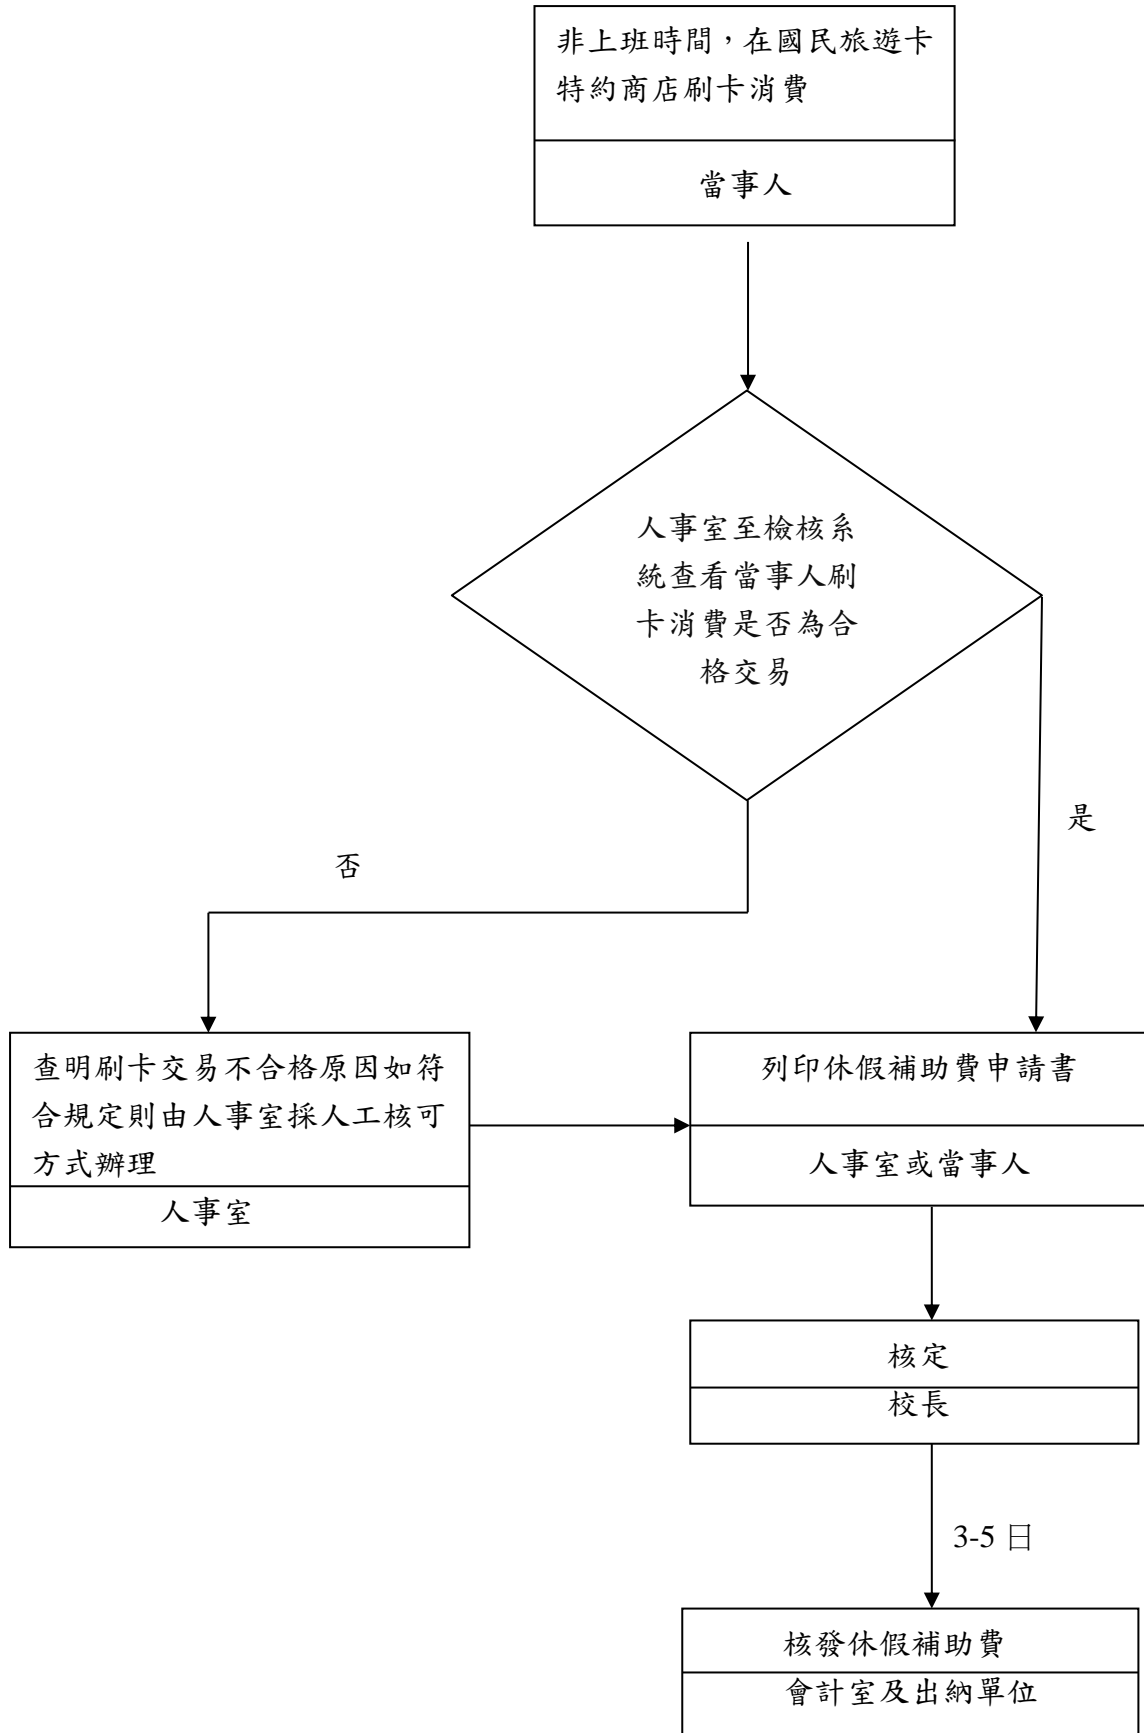 非上班時間，在國民旅遊卡
特約商店刷卡消費
當事人
人事室至檢核系
統查看當事人刷
卡消費是否為合
格交易
是
否
查明刷卡交易不合格原因如符
合規定則由人事室採人工核可
方式辦理
人事室
列印休假補助費申請書
人事室或當事人
核定
校長
3-5 日
核發休假補助費
會計室及出納單位